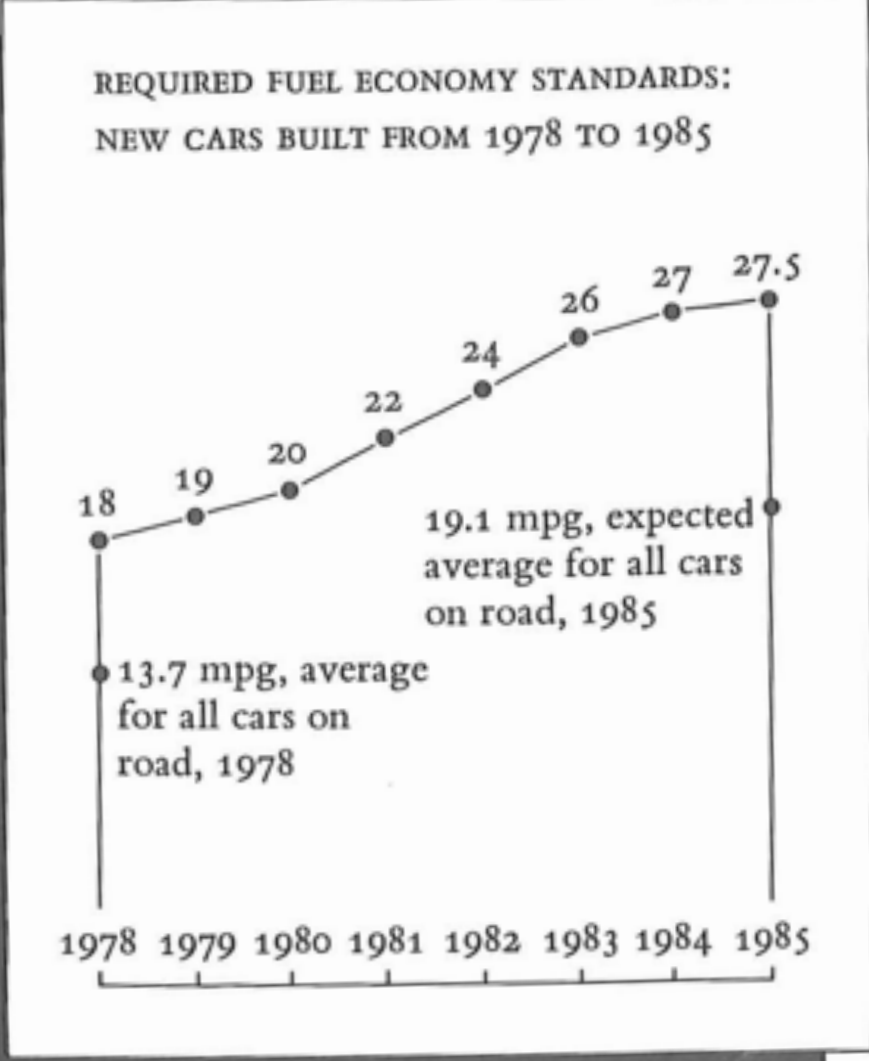 REQUIRED FUEL ECONOMY STANDARDS:
NEW CARS BUILT FROM 1978 TO 1985
18
19
20
22
24
26
27
27.5
19.1 mpg, expected
average for all cars
on road, 1985
13.7 mpg, average
for all cars on
road, 1978
1978 1979 1980 1981 1982 1983 1984 1985